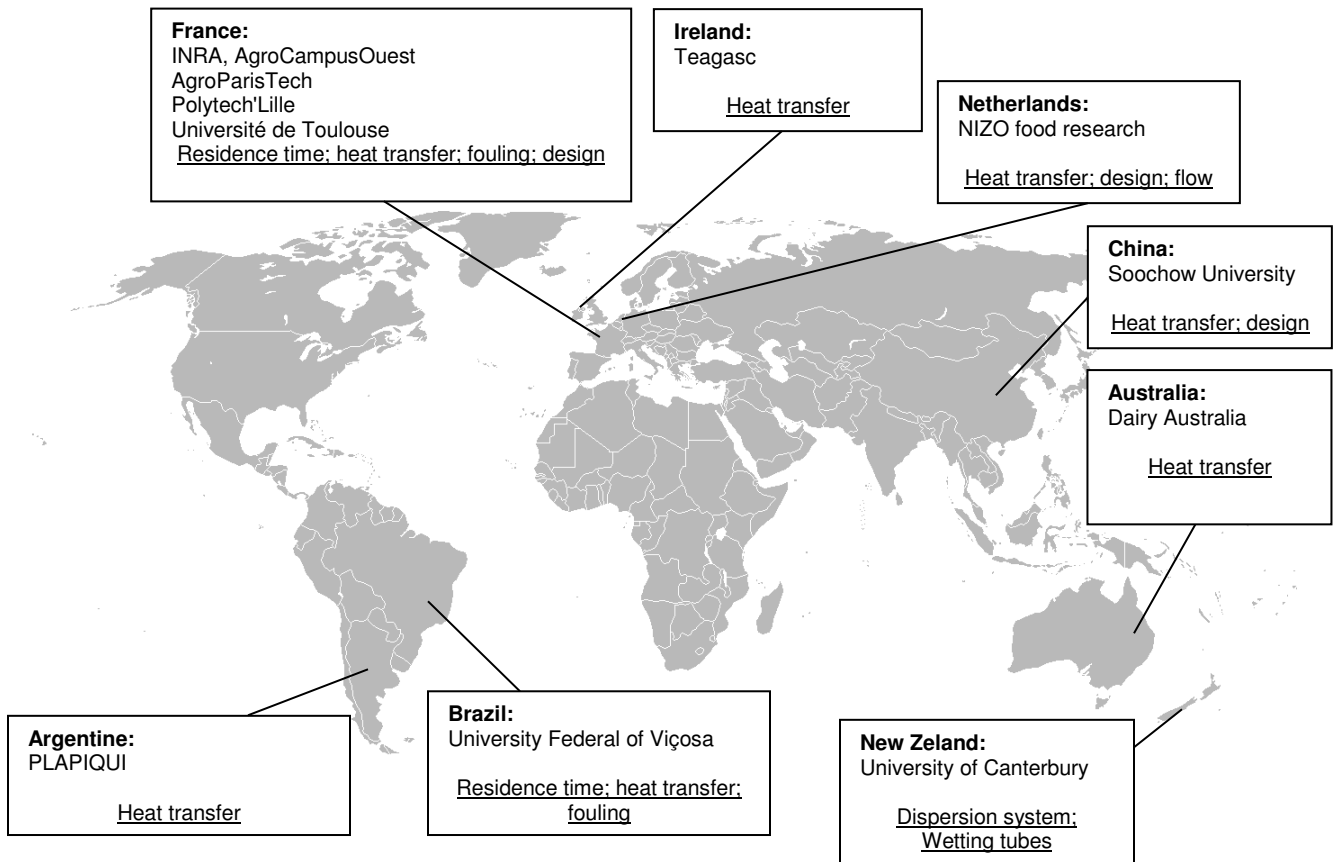 France:
INRA, AgroCampusOuest
AgroParisTech
Polytech'Lille
Université de Toulouse
Residence time; heat transfer; fouling; design
Ireland:
Teagasc
Heat transfer
Netherlands:
NIZO food research
Heat transfer; design; flow
China:
Soochow University
Heat transfer; design
Australia:
Dairy Australia
Heat transfer
Argentine:
PLAPIQUI
Heat transfer
Brazil:
University Federal of Viçosa
Residence time; heat transfer;
fouling
New Zeland:
University of Canterbury
Dispersion system;
Wetting tubes